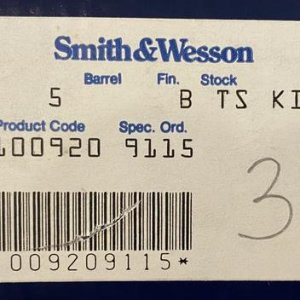 Smith&Wesson
Barrel Fin. Stock
5 B TS KI
Product Code Spec. Ord.
100920 9115
3
009209115*